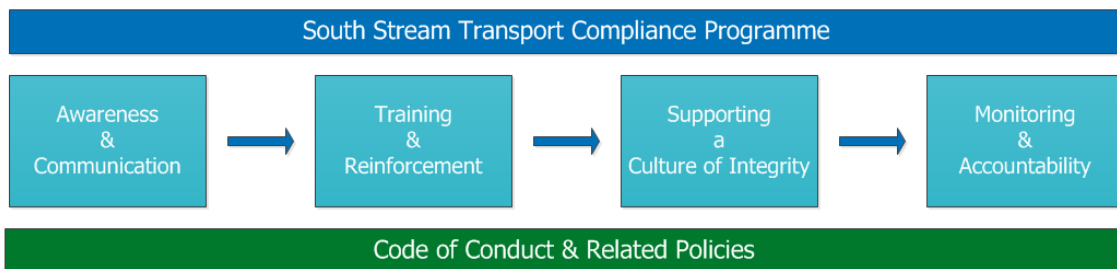 South Stream Transport Compliance Programme
Awareness
&
Communication
Training
&
Reinforcement
Supporting
a
Culture of Integrity
Monitoring
&
Accountability
Code of Conduct & Related Policies